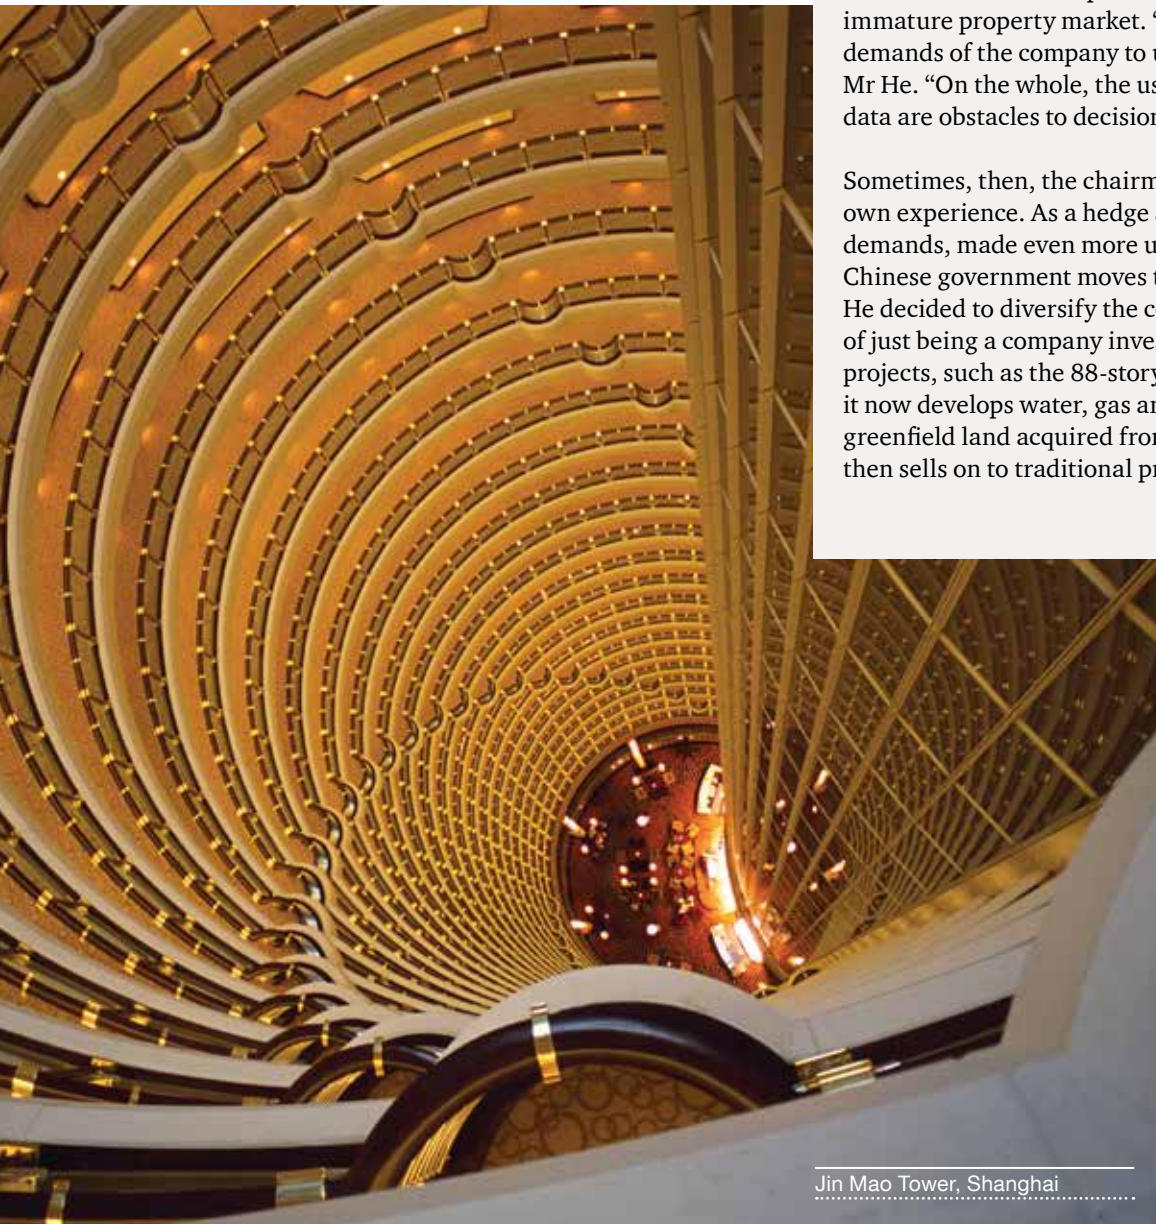 immature property market. “
demands of the company to u
Mr He. “On the whole, the us
data are obstacles to decision
Sometimes, then, the chairm
own experience. As a hedge
demands, made even more u
Chinese government moves t
He decided to diversify the c
of just being a company inve
projects, such as the 88-story
it now develops water, gas an
greenfield land acquired from
then sells on to traditional pr
Jin Mao Tower, Shanghai